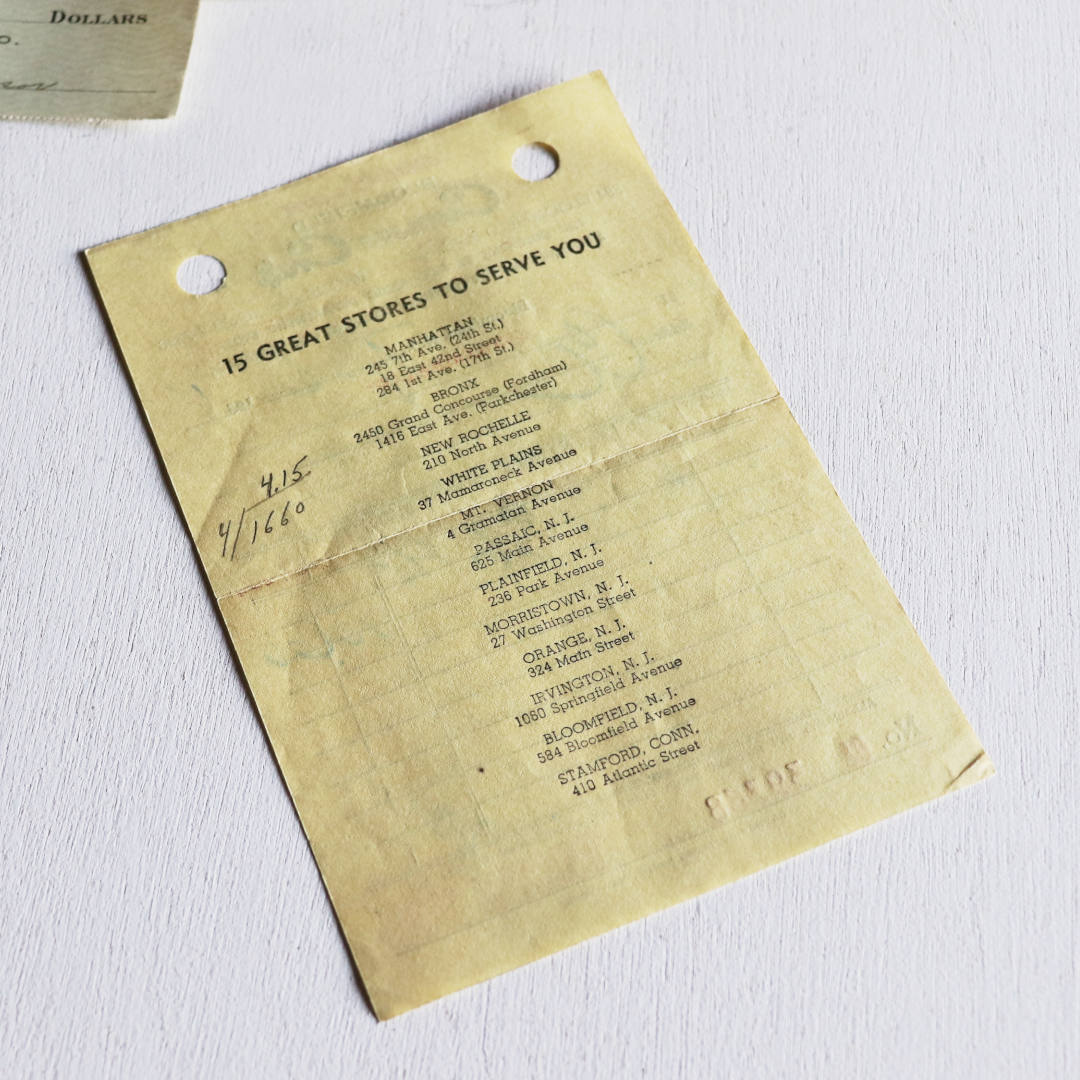 DOLLARS
15 GREAT STORES TO SERVE YOU
MANHATTAN
245 7th Ave. (24th St.)
18 East 42nd Street
284 1st Ave. (17th St.)
BRONX
2450 Grand Concourse (Fordham)
1416 East Ave. (Parkchester)
NEW ROCHELLE
210 North Avenue
WHITE PLAINS
37 Mamaroneck Avenue
MT. VERNON
4 Gramatan Avenue
4.15
4/1660
PASSAIC, N. J.
625 Main Avenue
PLAINFIELD, N. J.
236 Park Avenue
MORRISTOWN, N. J.
27 Washington Street
ORANGE, N. J.
324 Main Street
IRVINGTON, N. J.
1060 Springfield Avenue
BLOOMFIELD, N. J.
584 Bloomfield Avenue
STAMFORD, CONN.
410 Atlantic Street